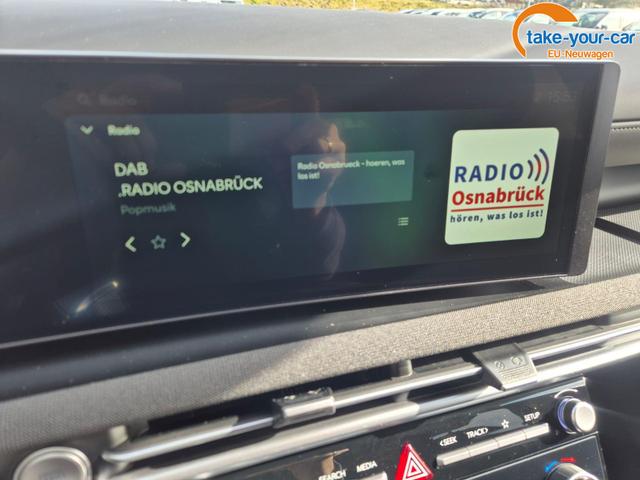 take-your-car
EU-Neuwagen
Radio
Radio
DAB
.RADIO OSNABRÜCK
Popmusik
Radio Osnabrueck - hoeren, was
los ist!
RADIO
Osnabrück
hören, was los ist!
<SEEK
TRACK>
SETUP
SEARCH
MEDIA